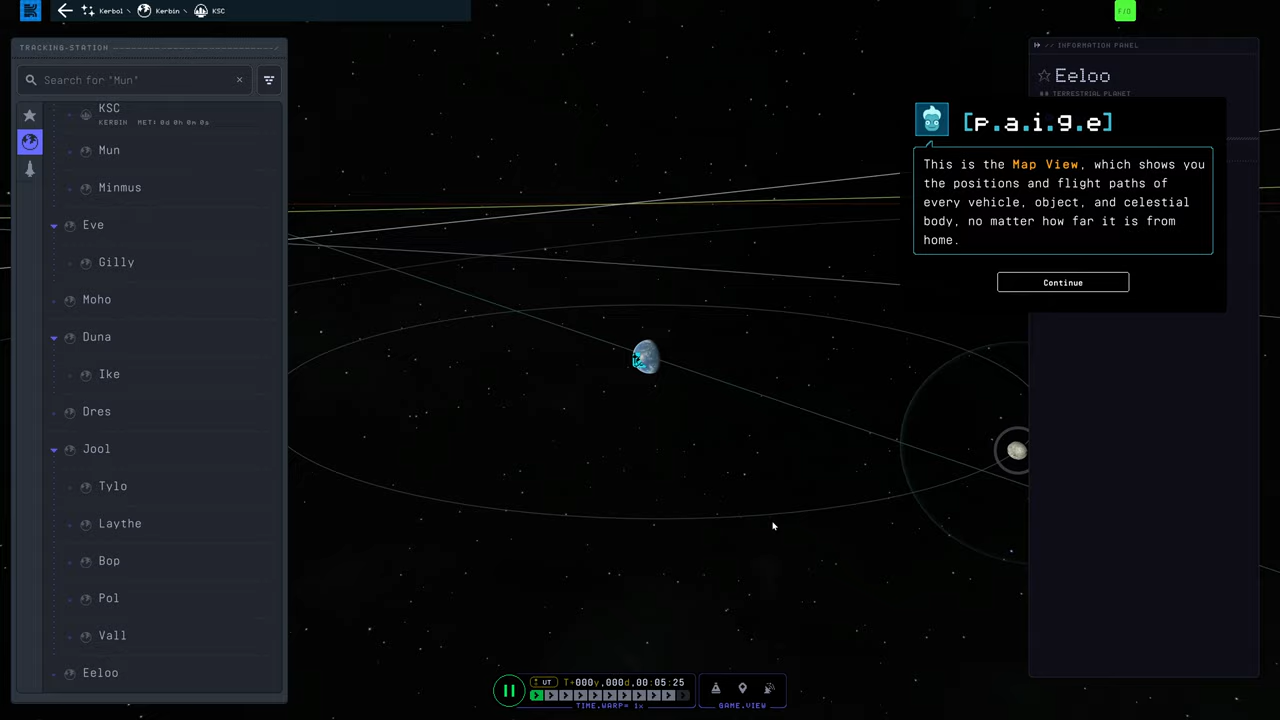 Kerbol
Kerbin
KSC
F/O
TRACKING-STATION
Search for "Mun"
KSC
KERBIN MET: 0d 0h 0m 0s
Mun
Minmus
Eve
Gilly
Moho
Duna
Ike
Dres
Jool
Tylo
Laythe
Bop
Pol
Vall
Eeloo
// INFORMATION PANEL
Eeloo
TERRESTRIAL PLANET
[p.a.i.g.e]
This is the Map View, which shows you
the positions and flight paths of
every vehicle, object, and celestial
body, no matter how far it is from
home.
Continue
UT T+000y,000d,00:05:25
TIME.WARP= 1x
GAME.VIEW